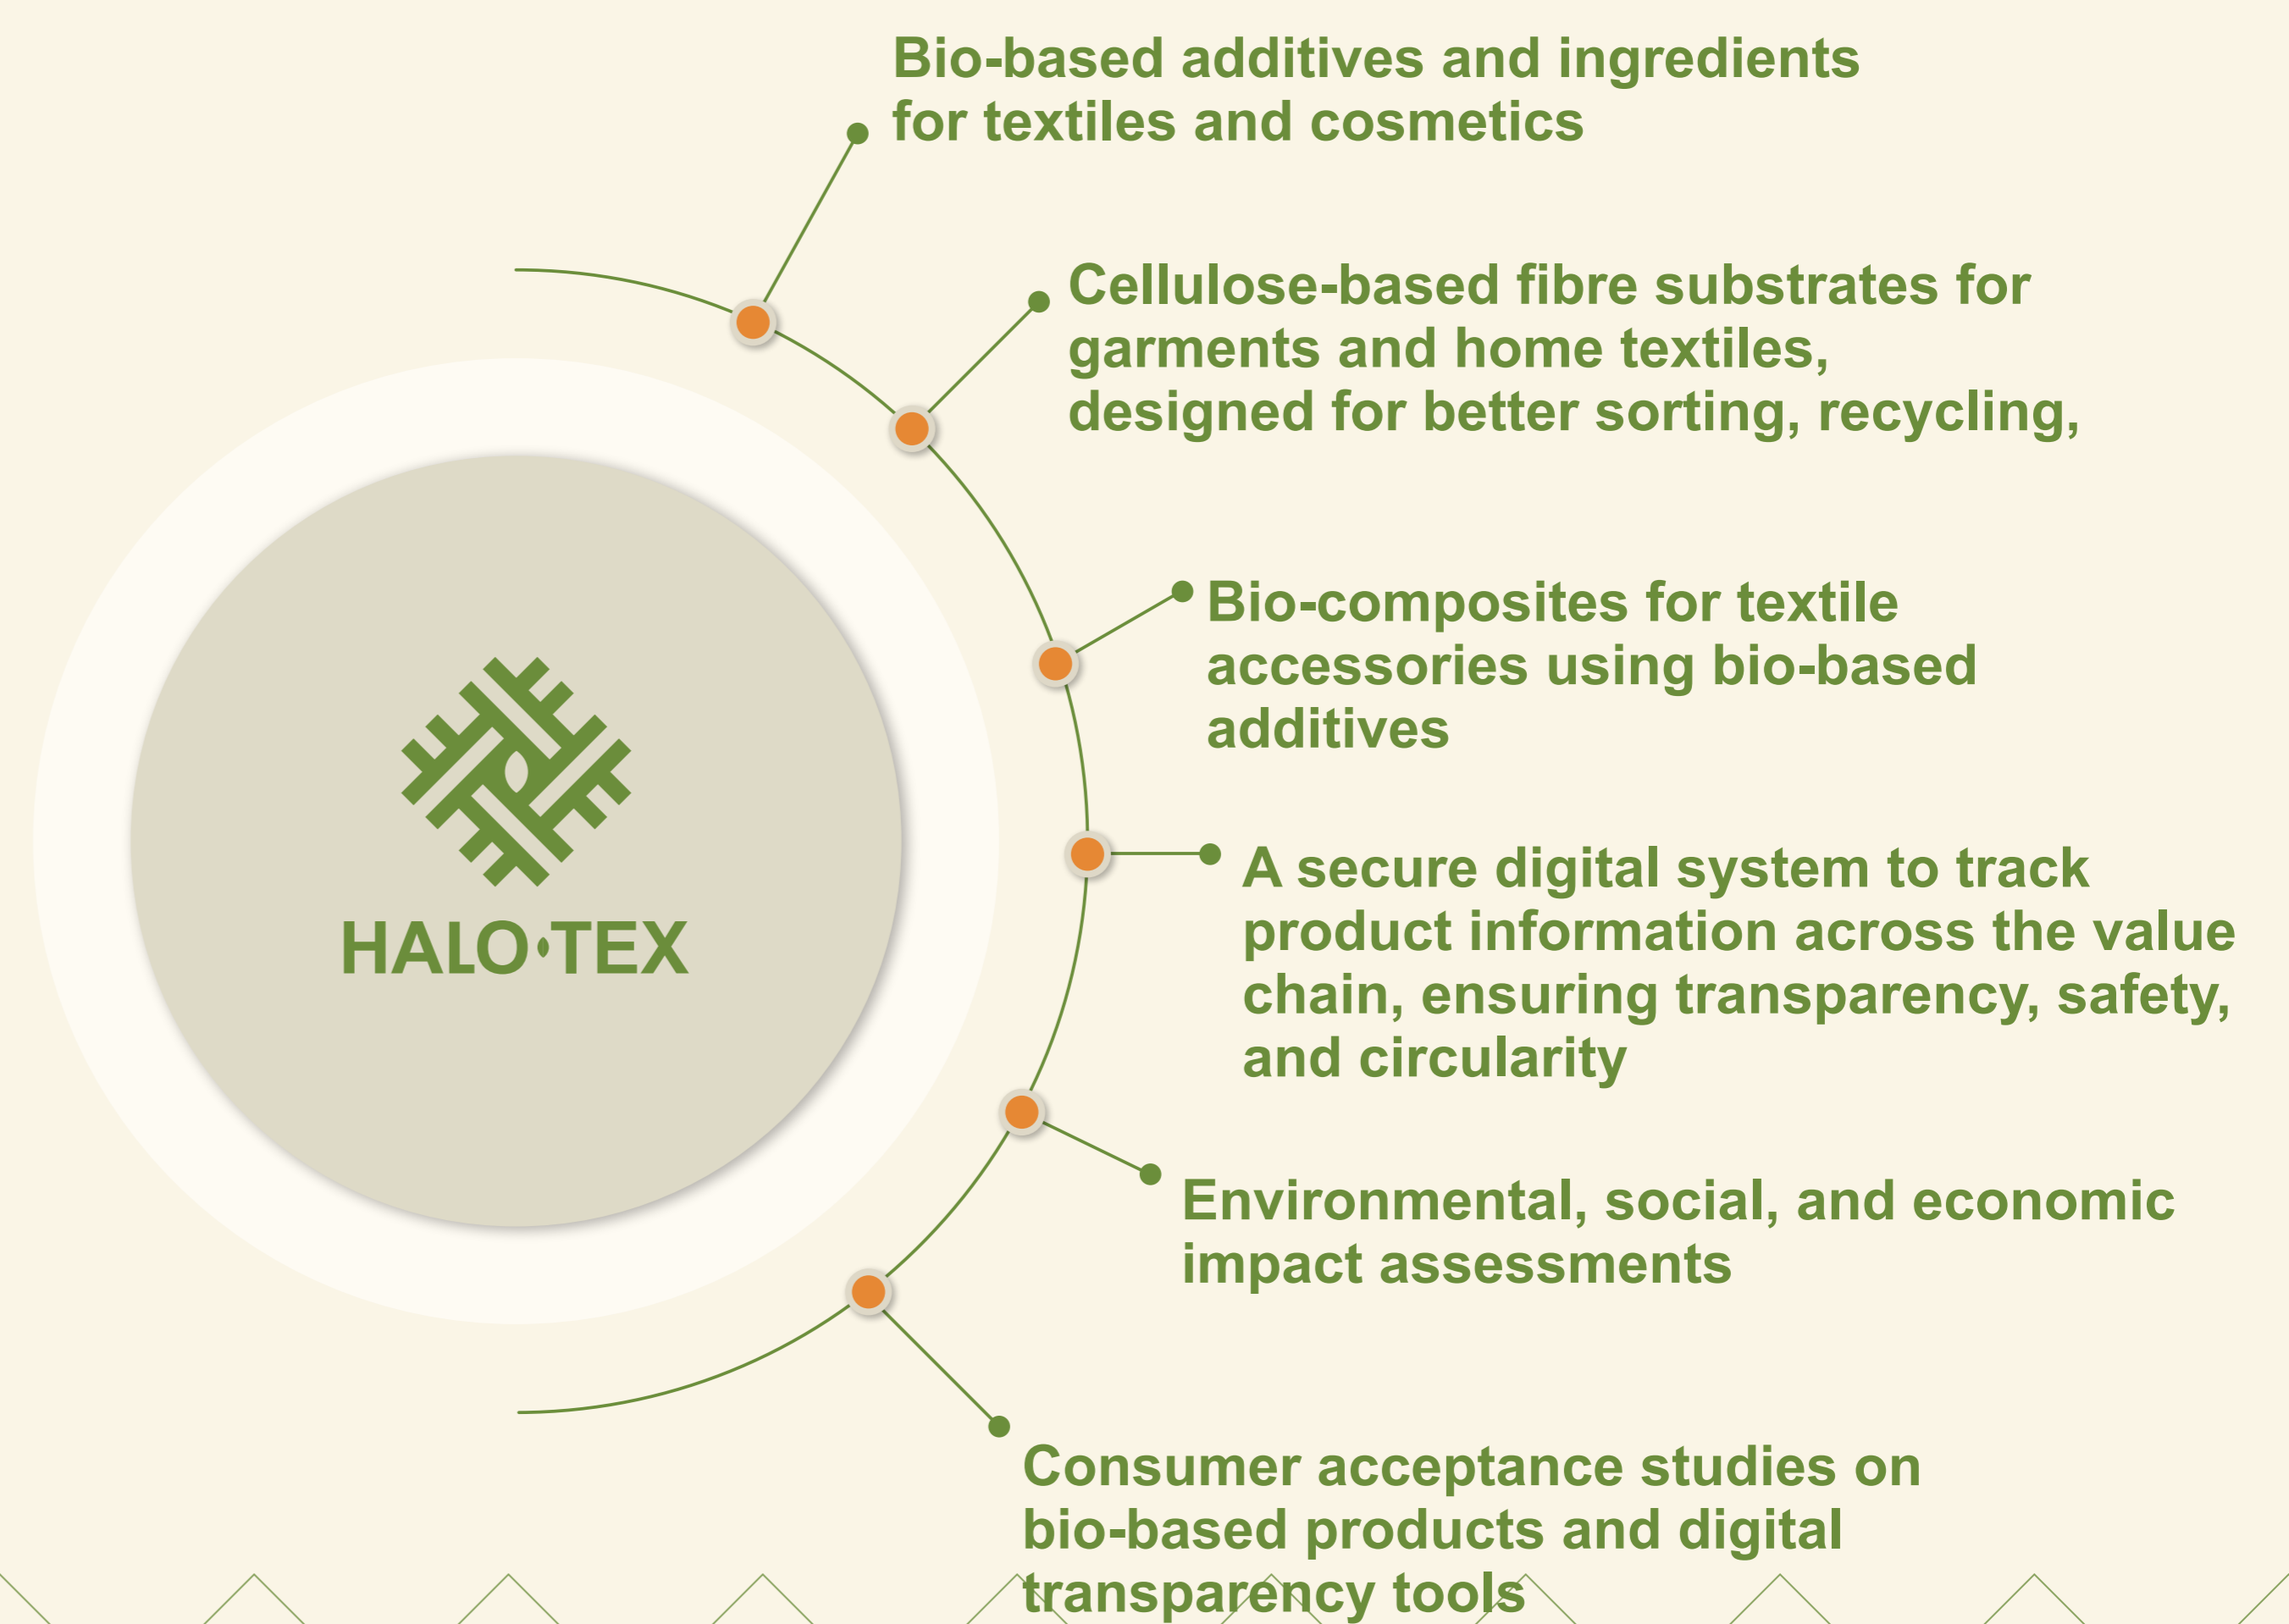 Bio-based additives and ingredients
for textiles and cosmetics
Cellulose-based fibre substrates for
garments and home textiles,
designed for better sorting, recycling,
Bio-composites for textile
accessories using bio-based
additives
HALO·TEX
A secure digital system to track
product information across the value
chain, ensuring transparency, safety,
and circularity
Environmental, social, and economic
impact assessments
Consumer acceptance studies on
bio-based products and digital
transparency tools